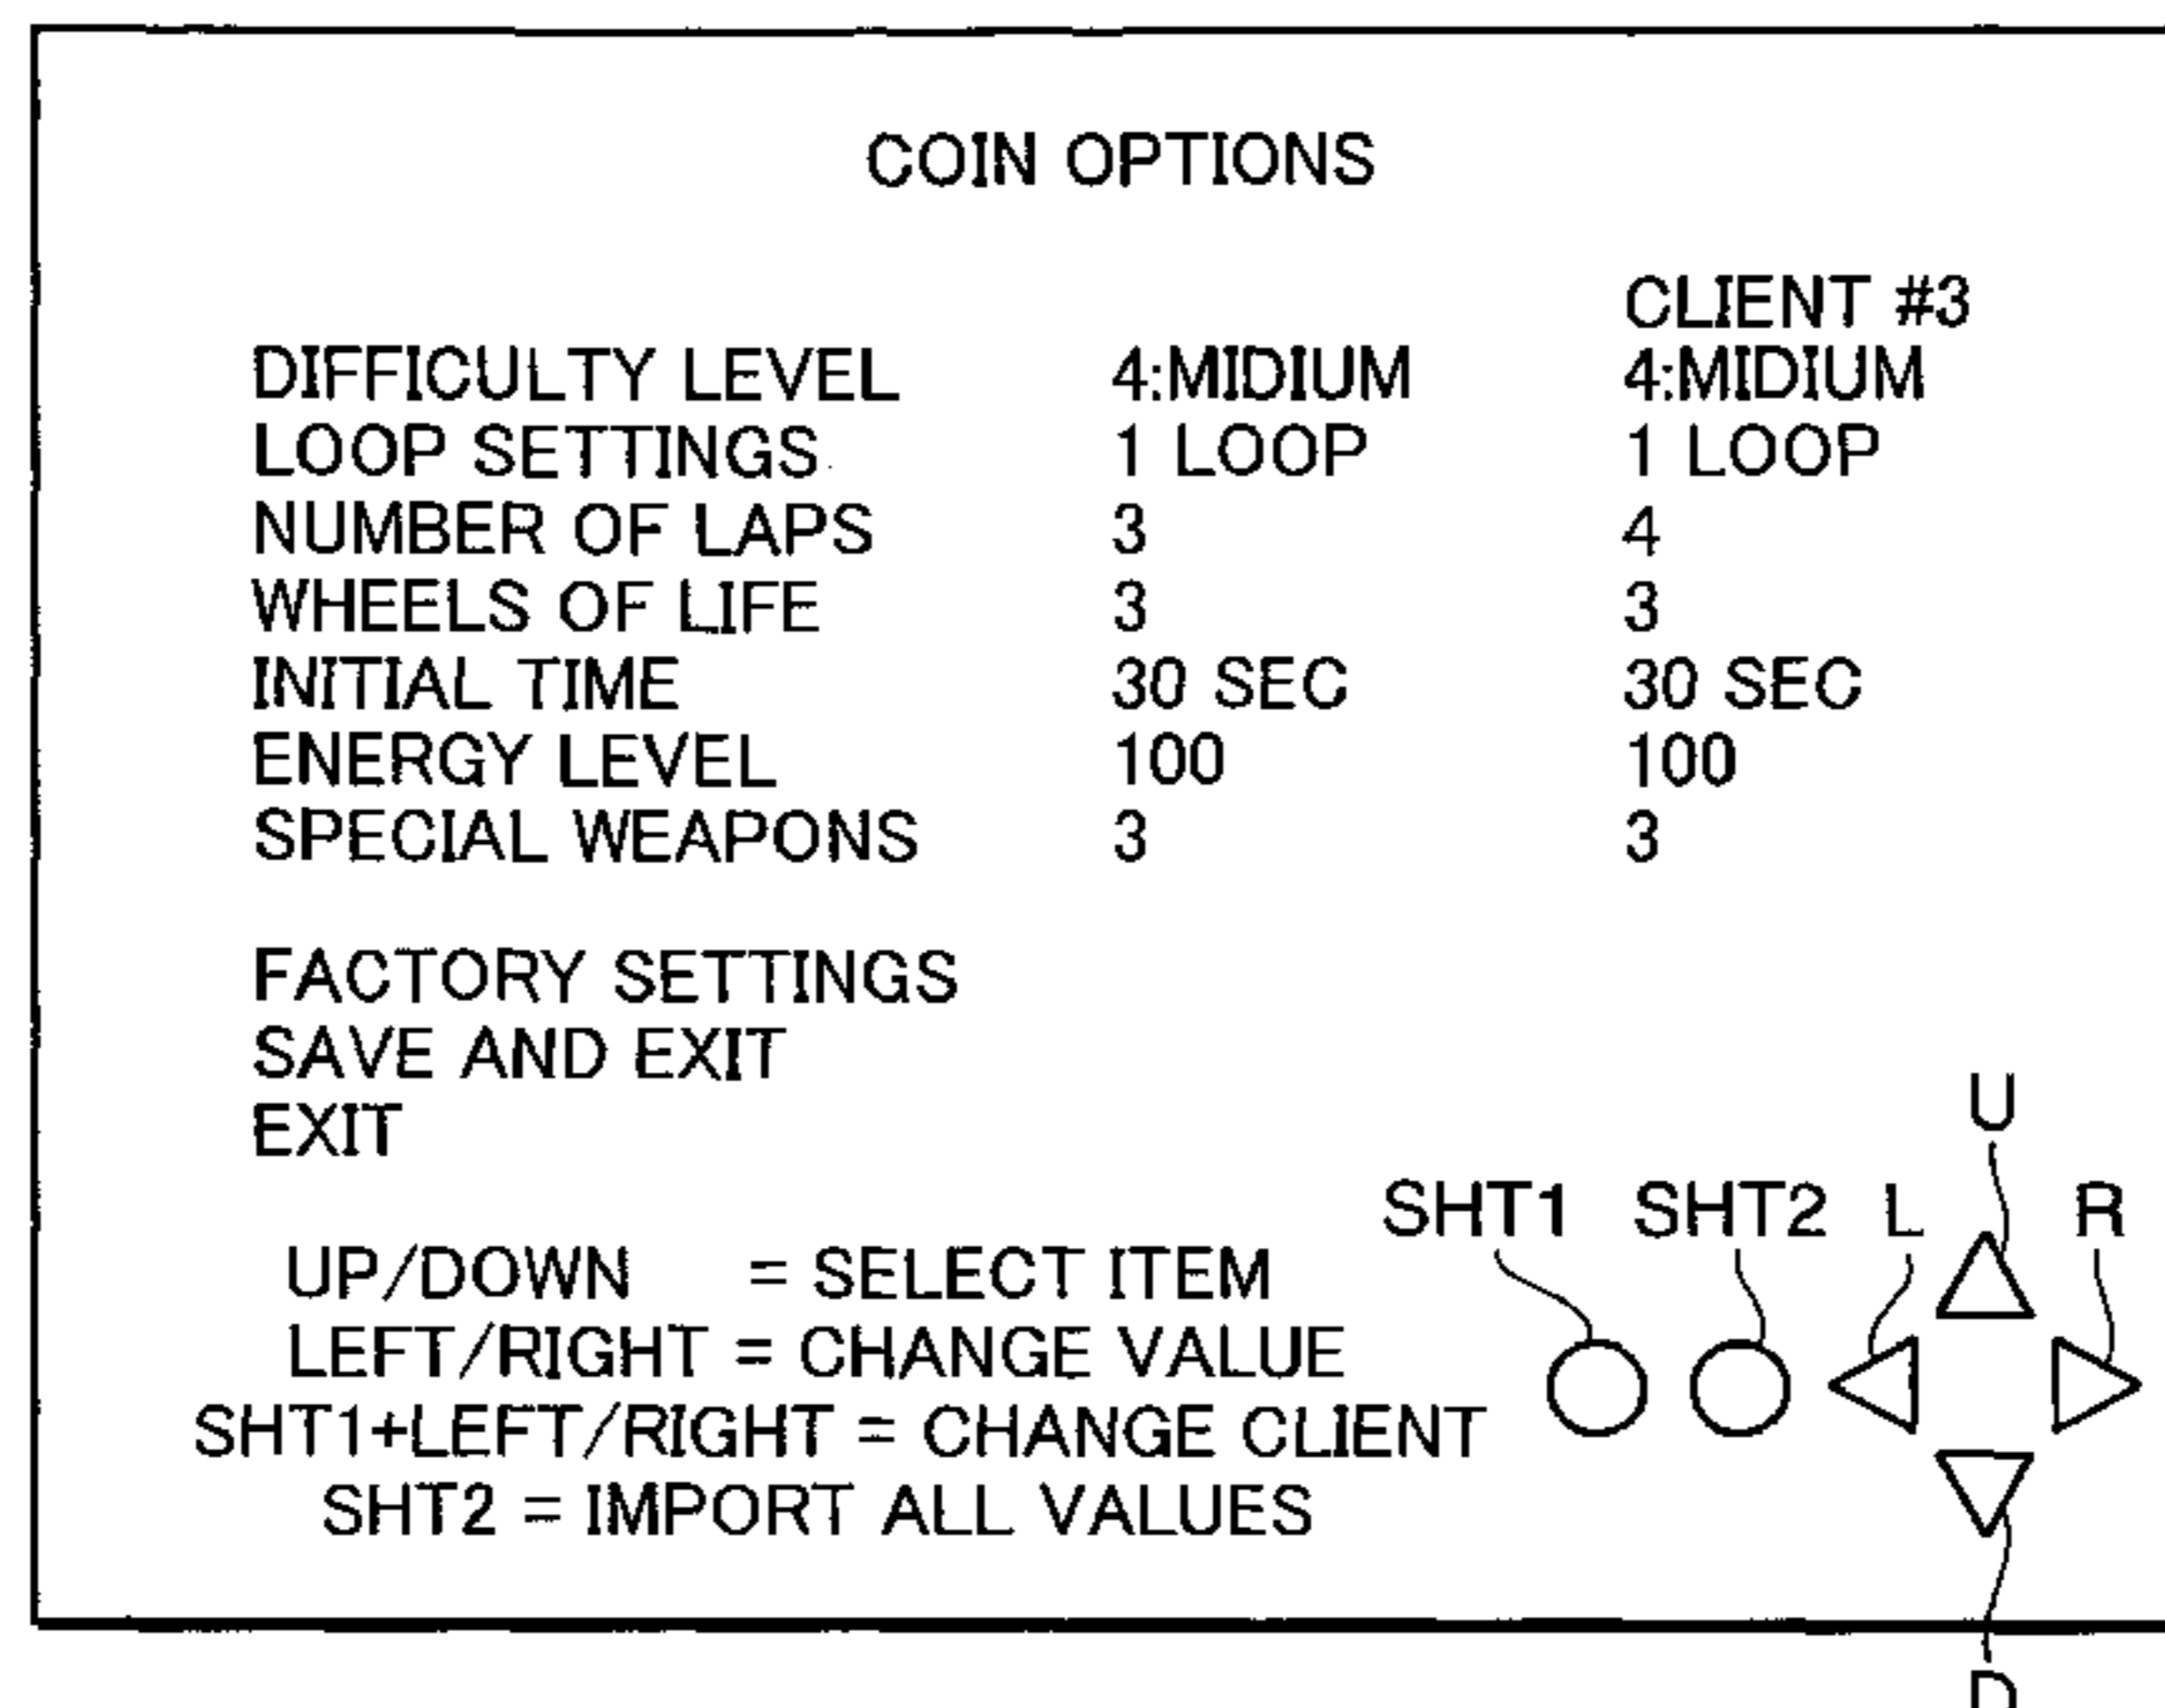 COIN OPTIONS
CLIENT #3
DIFFICULTY LEVEL 4:MIDIUM 4:MIDIUM
LOOP SETTINGS 1 LOOP 1 LOOP
NUMBER OF LAPS 3 4
WHEELS OF LIFE 3 3
INITIAL TIME 30 SEC 30 SEC
ENERGY LEVEL 100 100
SPECIAL WEAPONS 3 3
FACTORY SETTINGS
SAVE AND EXIT
EXIT
U
SHT1 SHT2 L R
UP/DOWN = SELECT ITEM
LEFT/RIGHT = CHANGE VALUE
SHT1+LEFT/RIGHT = CHANGE CLIENT
SHT2 = IMPORT ALL VALUES
D